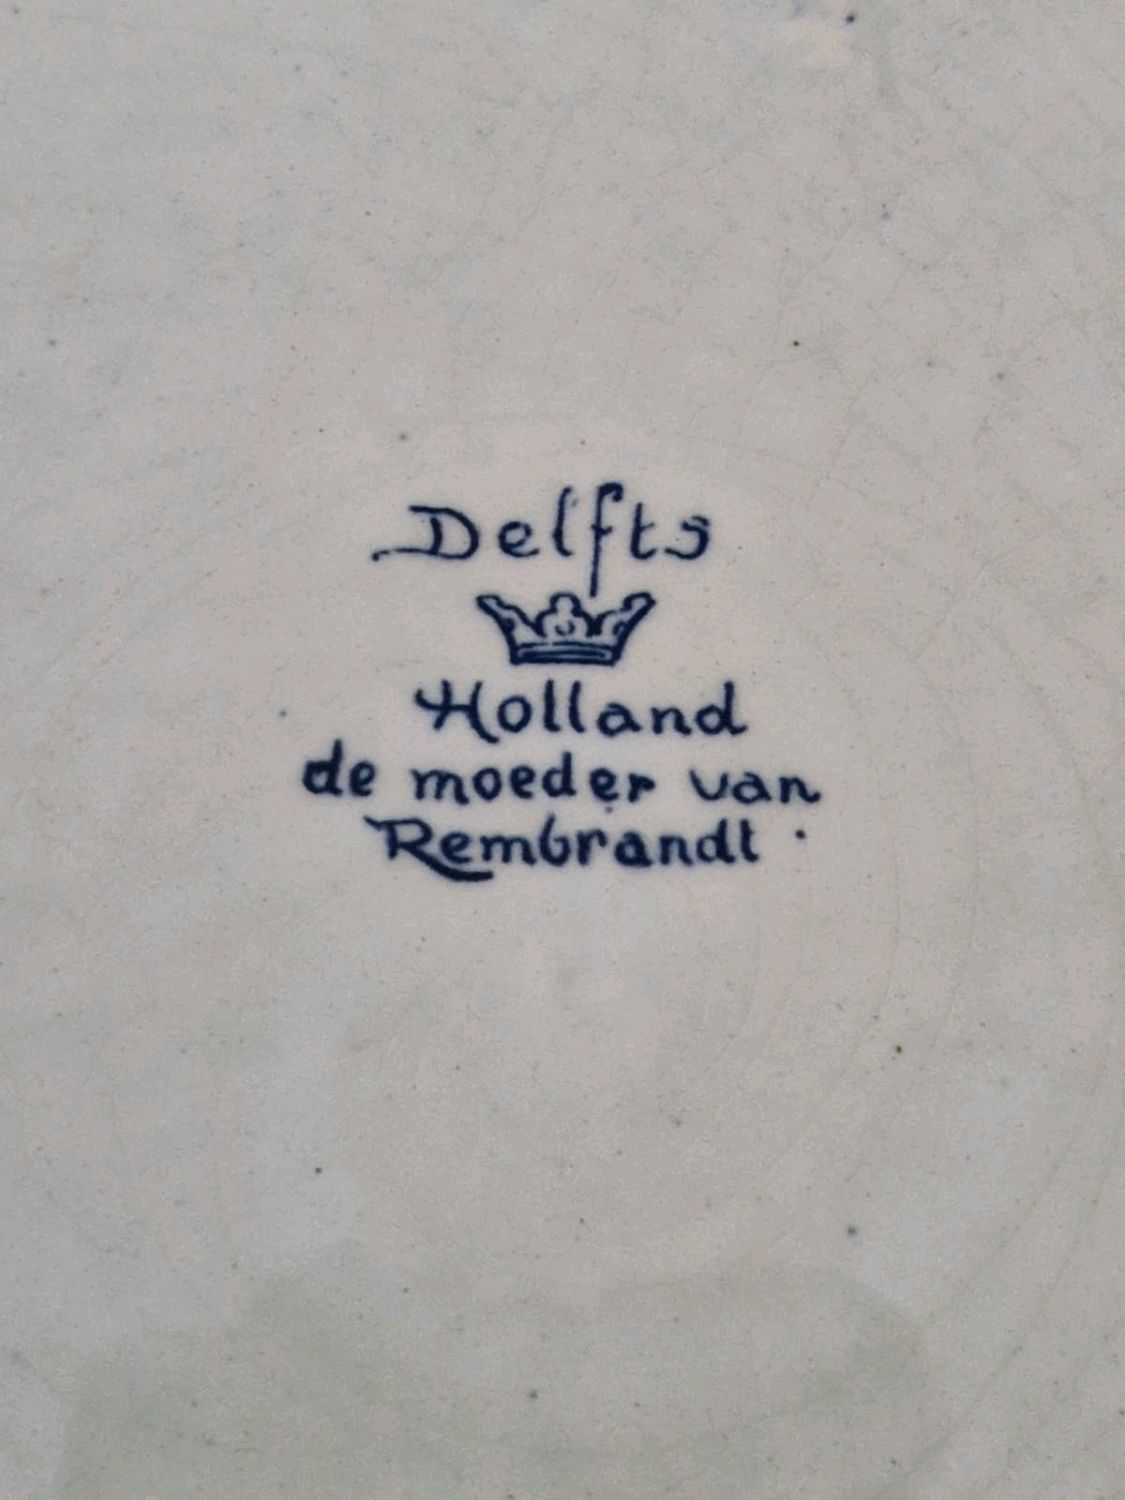 Delfts
Holland
de moeder van
Rembrandt